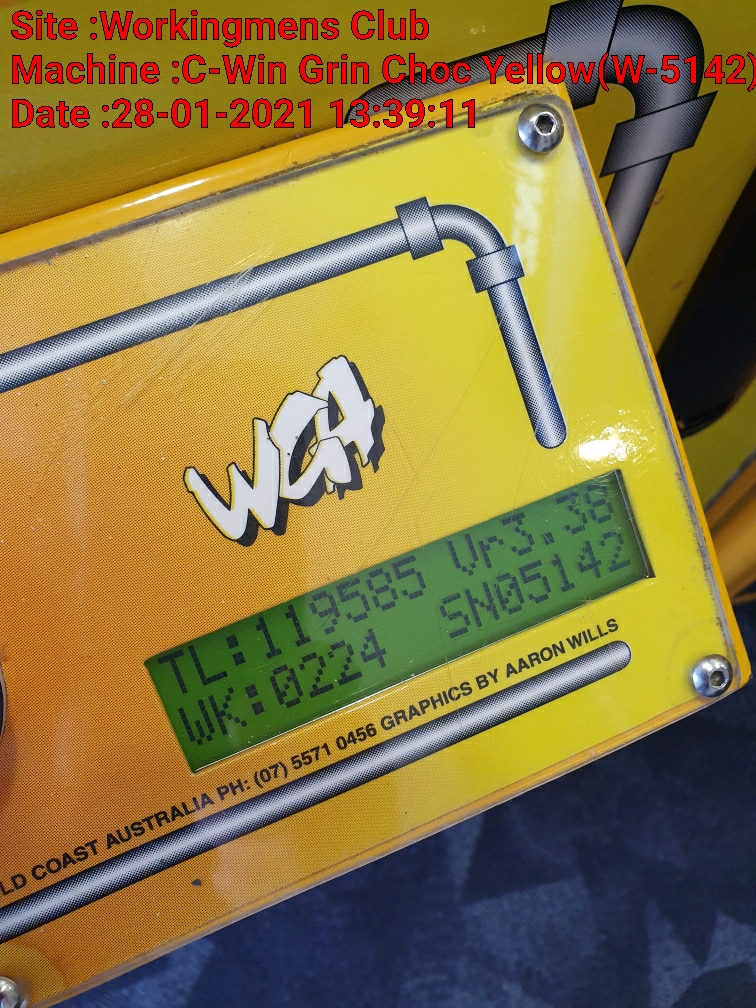 Site :Workingmens Club
Machine :C-Win Grin Choc Yellow(W-5142)
Date :28-01-2021 13:39:11
WGA
TL:119585 Vr3.38
WK:0224 SN05142
LD COAST AUSTRALIA PH: (07) 5571 0456 GRAPHICS BY AARON WILLS